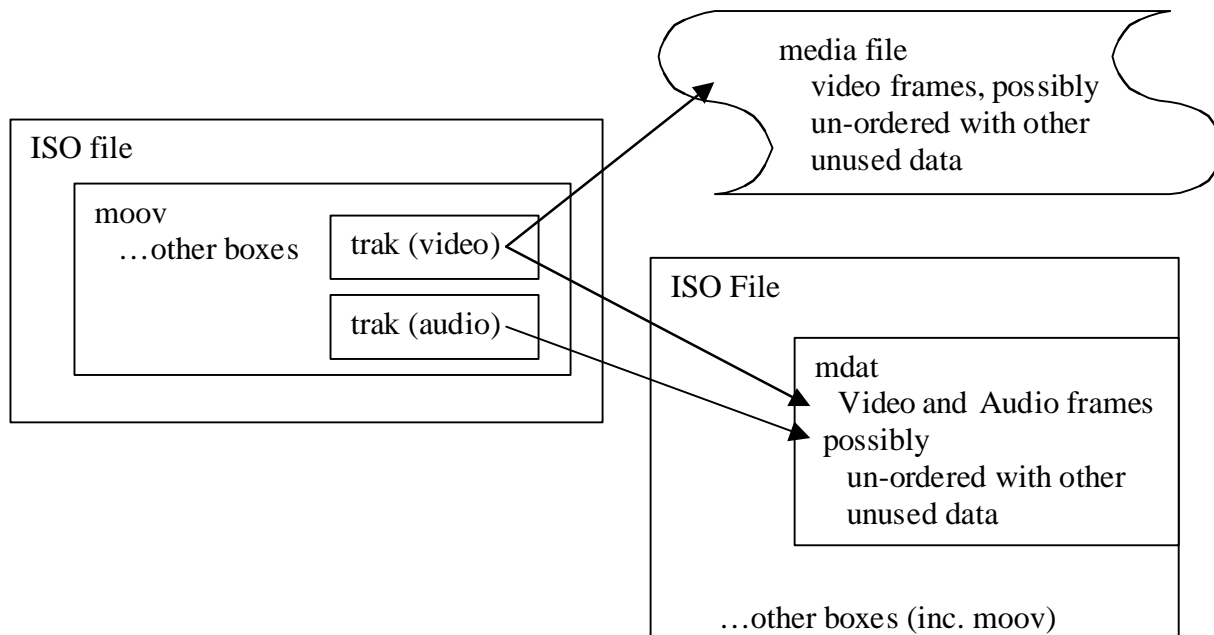 media file
video frames, possibly
un-ordered with other
unused data
ISO file
moov
…other boxes
trak (video)
trak (audio)
ISO File
mdat
Video and Audio frames
possibly
un-ordered with other
unused data
…other boxes (inc. moov)